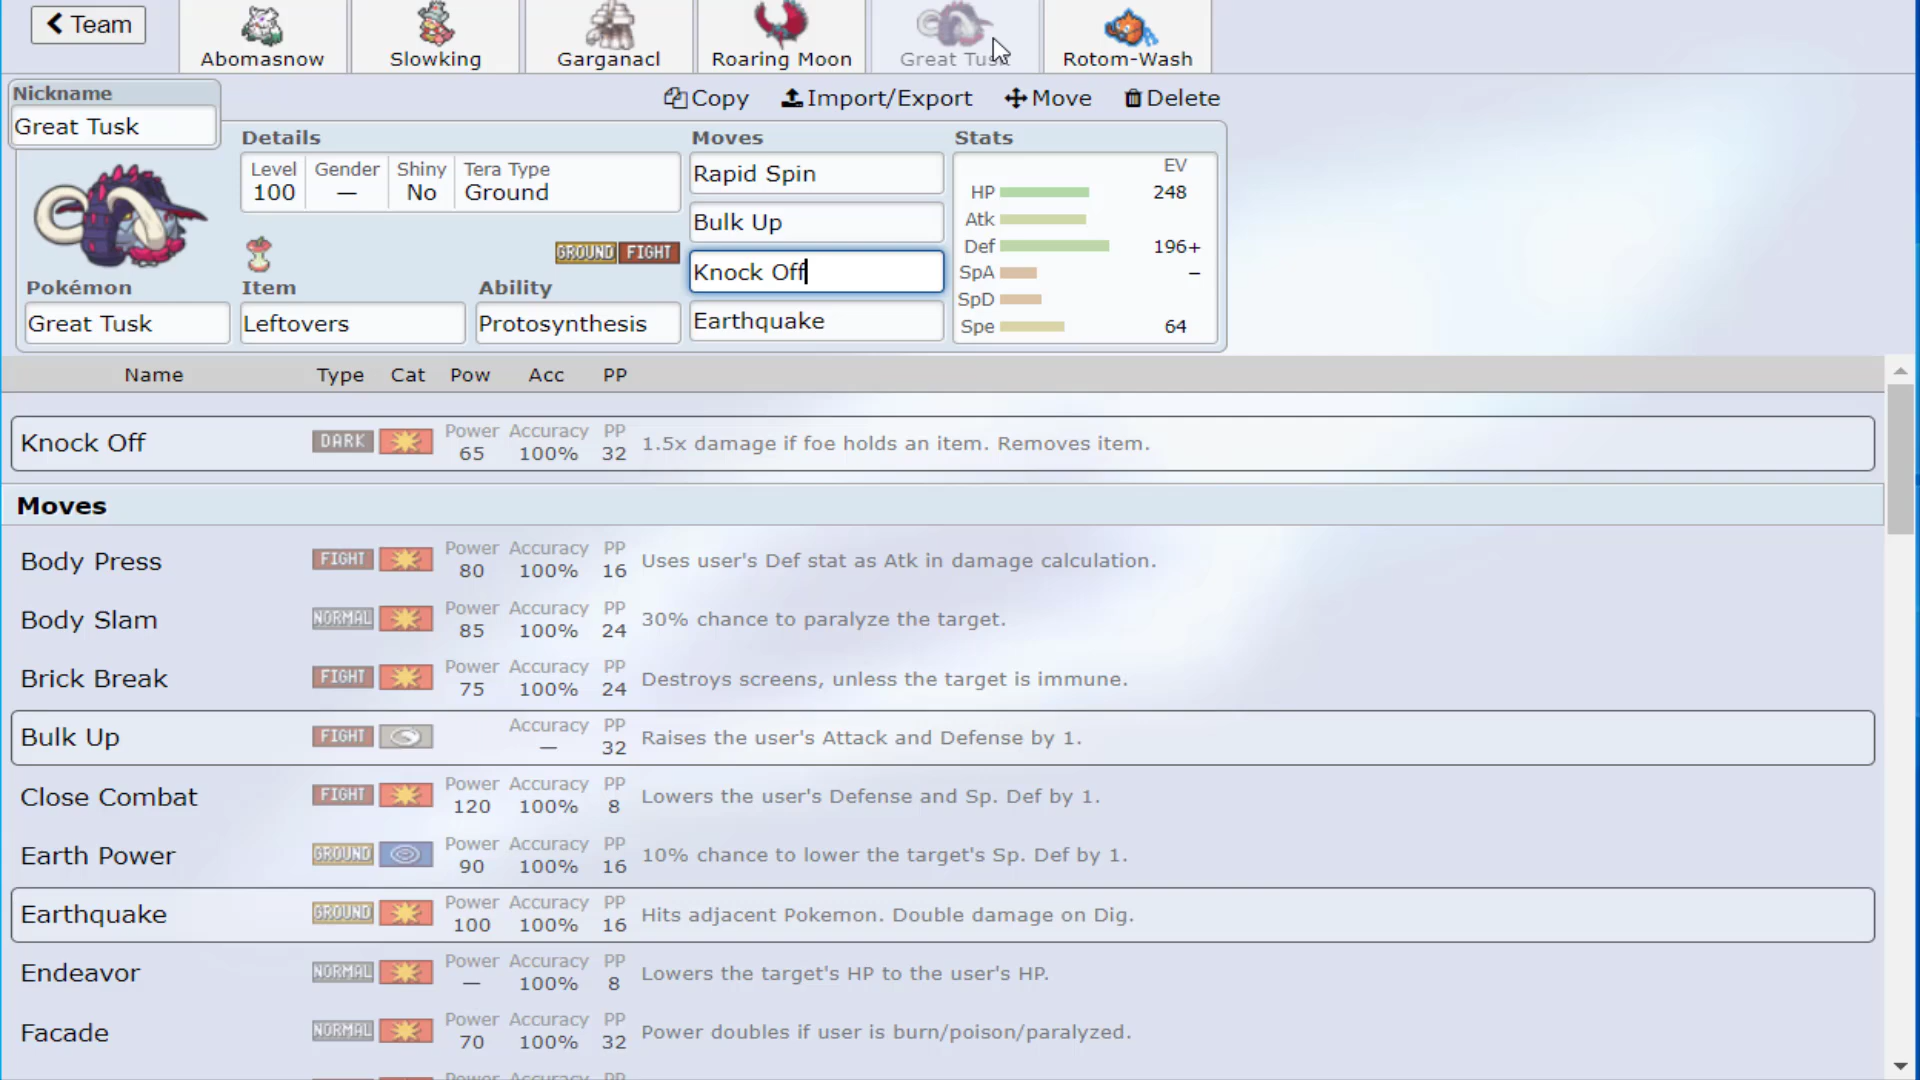 Team
Abomasnow
Slowking
Garganacl
Roaring Moon
Great Tusk
Rotom-Wash
Nickname
Great Tusk
Copy
Import/Export
Move
Delete
Details
Level
100
Gender
—
Shiny
No
Tera Type
Ground
GROUND FIGHT
Pokémon
Great Tusk
Item
Leftovers
Ability
Protosynthesis
Moves
Rapid Spin
Bulk Up
Knock Off
Earthquake
Stats
EV
HP 248
Atk
Def 196+
SpA –
SpD
Spe 64
Name Type Cat Pow Acc PP
Knock Off DARK Power 65 Accuracy 100% PP 32 1.5x damage if foe holds an item. Removes item.
Moves
Body Press FIGHT Power 80 Accuracy 100% PP 16 Uses user's Def stat as Atk in damage calculation.
Body Slam NORMAL Power 85 Accuracy 100% PP 24 30% chance to paralyze the target.
Brick Break FIGHT Power 75 Accuracy 100% PP 24 Destroys screens, unless the target is immune.
Bulk Up FIGHT Accuracy — PP 32 Raises the user's Attack and Defense by 1.
Close Combat FIGHT Power 120 Accuracy 100% PP 8 Lowers the user's Defense and Sp. Def by 1.
Earth Power GROUND Power 90 Accuracy 100% PP 16 10% chance to lower the target's Sp. Def by 1.
Earthquake GROUND Power 100 Accuracy 100% PP 16 Hits adjacent Pokemon. Double damage on Dig.
Endeavor NORMAL Power — Accuracy 100% PP 8 Lowers the target's HP to the user's HP.
Facade NORMAL Power 70 Accuracy 100% PP 32 Power doubles if user is burn/poison/paralyzed.
Power Accuracy PP